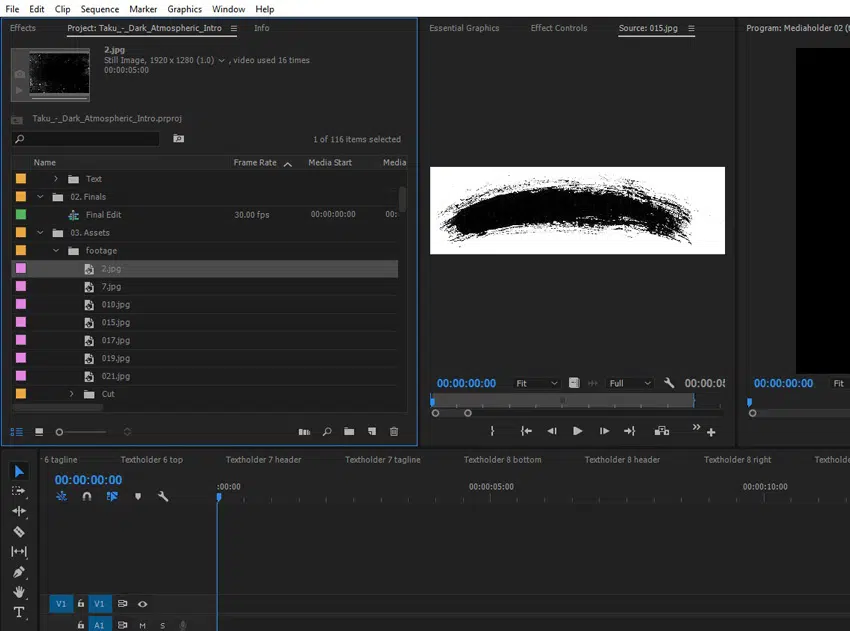 File Edit Clip Sequence Marker Graphics Window Help
Effects Project: Taku_-_Dark_Atmospheric_Intro Info
2.jpg
Still Image, 1920 x 1280 (1.0) , video used 16 times
00:00:05:00
Taku_-_Dark_Atmospheric_Intro.prproj
1 of 116 items selected
Name Frame Rate Media Start Media
Text
02. Finals
Final Edit 30.00 fps 00:00:00:00 00:
03. Assets
footage
2.jpg
7.jpg
010.jpg
015.jpg
017.jpg
019.jpg
021.jpg
Cut
Essential Graphics Effect Controls Source: 015.jpg Program: Mediaholder 02 (
00:00:00:00 Fit Full 00:00:05
00:00:00:00 Fit
6 tagline Textholder 6 top Textholder 7 header Textholder 7 tagline Textholder 8 bottom Textholder 8 header Textholder 8 right Textholde
00:00:00:00
:00:00 00:00:05:00 00:00:10:00
V1 V1
A1 M S
T